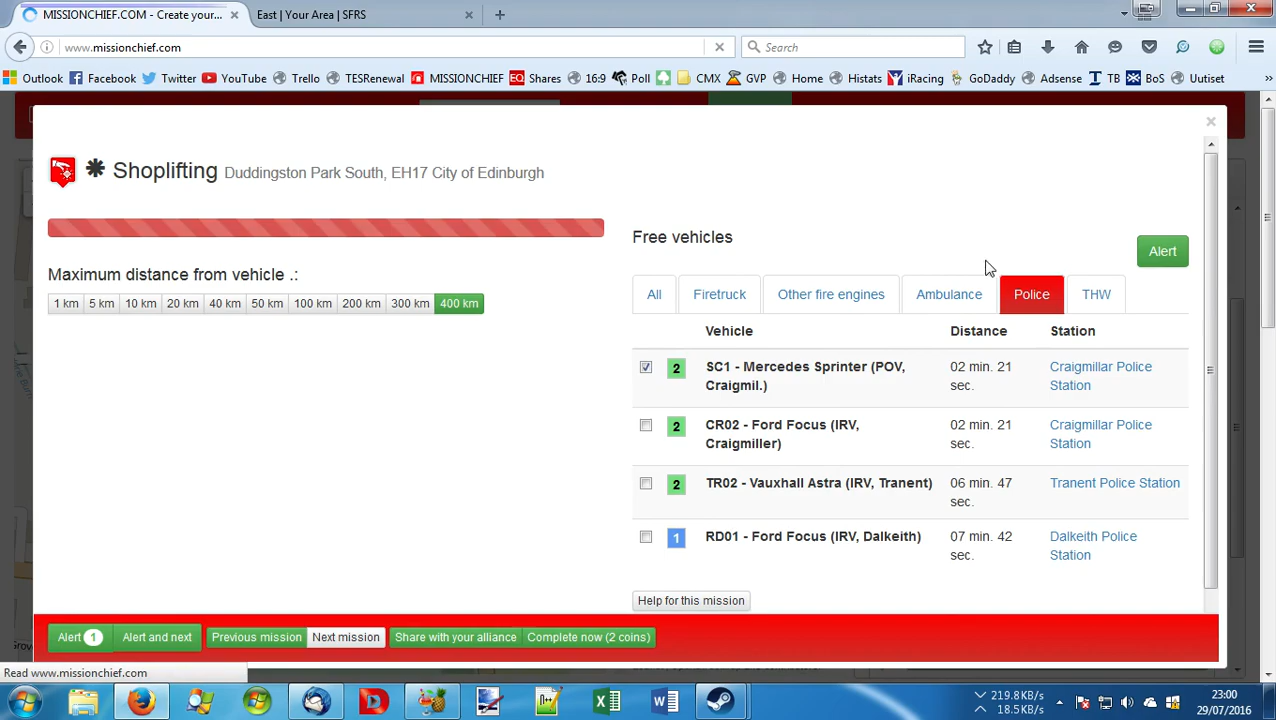 MISSIONCHIEF.COM - Create your... ×
East | Your Area | SFRS ×
www.missionchief.com
Search
Outlook Facebook Twitter YouTube Trello TESRenewal MISSIONCHIEF Shares 16:9 Poll CMX GVP Home Histats iRacing GoDaddy Adsense TB BoS Uutiset »
×
Shoplifting Duddingston Park South, EH17 City of Edinburgh
Maximum distance from vehicle .:
1 km 5 km 10 km 20 km 40 km 50 km 100 km 200 km 300 km 400 km
Free vehicles
Alert
All Firetruck Other fire engines Ambulance Police THW
Vehicle Distance Station
2 SC1 - Mercedes Sprinter (POV, 02 min. 21 Craigmillar Police
Craigmil.) sec. Station
2 CR02 - Ford Focus (IRV, 02 min. 21 Craigmillar Police
Craigmiller) sec. Station
2 TR02 - Vauxhall Astra (IRV, Tranent) 06 min. 47 Tranent Police Station
sec.
1 RD01 - Ford Focus (IRV, Dalkeith) 07 min. 42 Dalkeith Police
sec. Station
Help for this mission
Alert 1 Alert and next Previous mission Next mission Share with your alliance Complete now (2 coins)
Read www.missionchief.com
219.8KB/s
18.5KB/s
23:00
29/07/2016